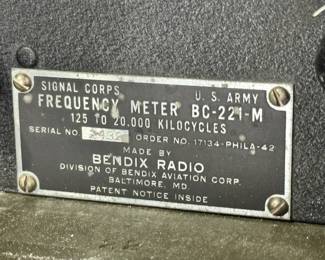 SIGNAL CORPS U.S. ARMY
FREQUENCY METER BC-221-M
125 TO 20,000 KILOCYCLES
SERIAL NO 2432 ORDER NO. 17134-PHILA-42
MADE BY
BENDIX RADIO
DIVISION OF BENDIX AVIATION CORP.
BALTIMORE, MD.
PATENT NOTICE INSIDE